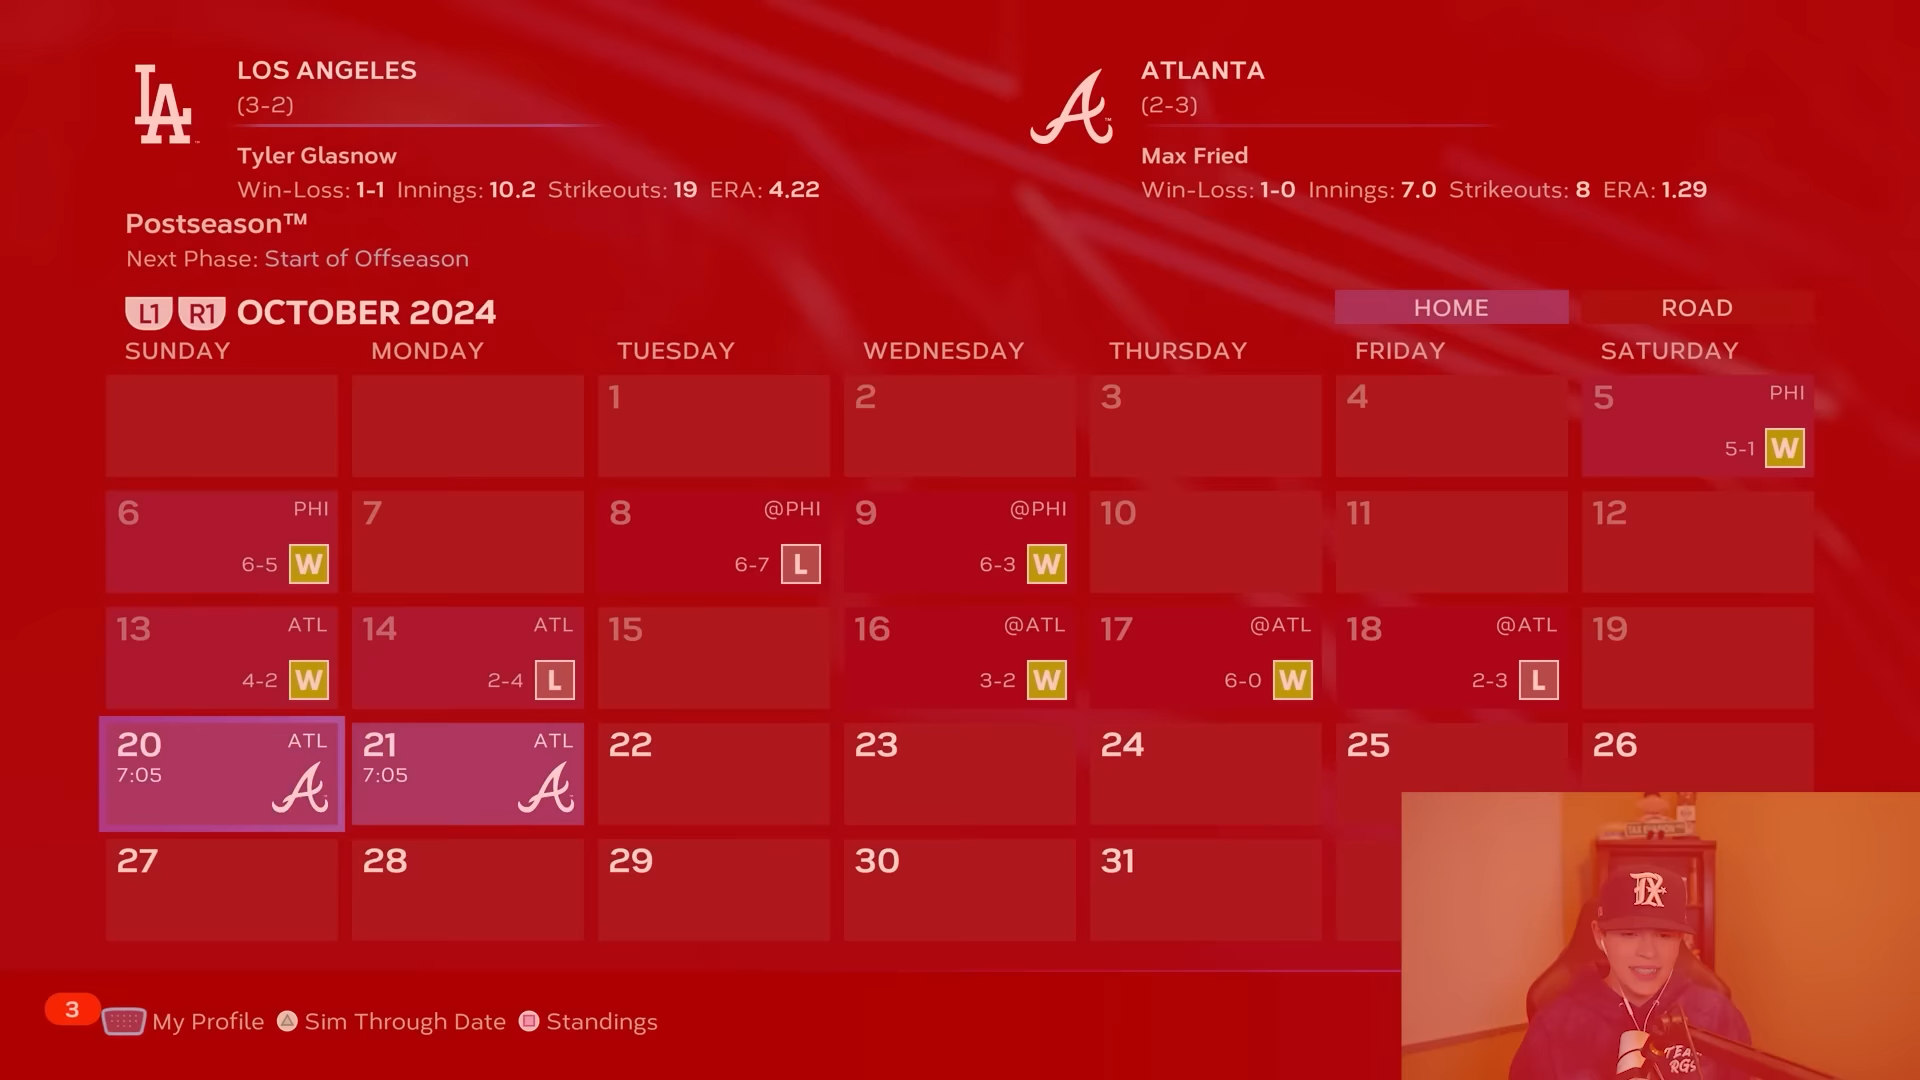 LA
LOS ANGELES
(3-2)
Tyler Glasnow
Win-Loss: 1-1 Innings: 10.2 Strikeouts: 19 ERA: 4.22
A
ATLANTA
(2-3)
Max Fried
Win-Loss: 1-0 Innings: 7.0 Strikeouts: 8 ERA: 1.29
Postseason™
Next Phase: Start of Offseason
L1 R1 OCTOBER 2024
HOME ROAD
SUNDAY MONDAY TUESDAY WEDNESDAY THURSDAY FRIDAY SATURDAY
1 2 3 4 5 PHI
5-1 W
6 PHI 7 8 @PHI 9 @PHI 10 11 12
6-5 W 6-7 L 6-3 W
13 ATL 14 ATL 15 16 @ATL 17 @ATL 18 @ATL 19
4-2 W 2-4 L 3-2 W 6-0 W 2-3 L
20 ATL 21 ATL 22 23 24 25 26
7:05 A 7:05 A
27 28 29 30 31
3 My Profile Sim Through Date Standings
TEAM
RGS